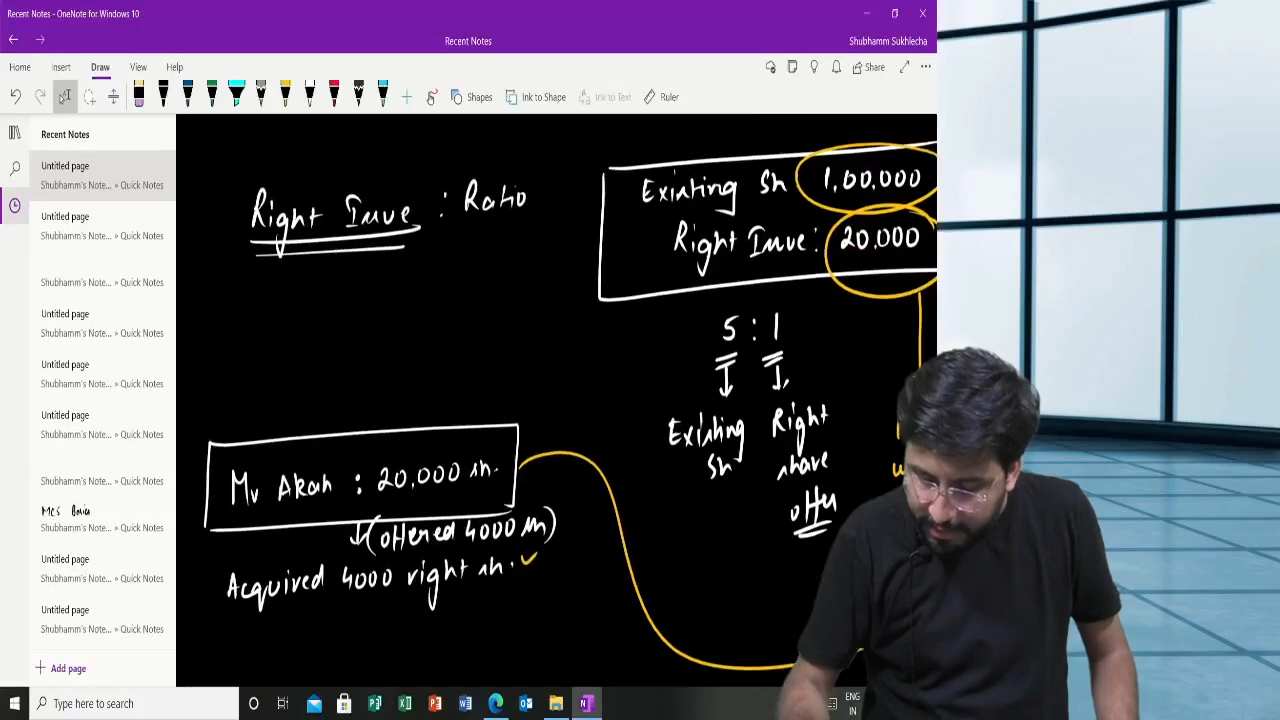 Recent Notes - OneNote for Windows 10
Recent Notes
Shubhamm Sukhlecha
Home Insert Draw View Help
Share
Ink to Shape
Shapes
Ink to Text
Ruler
Recent Notes
Untitled page
Shubhamm's Note... » Quick Notes
Untitled page
Shubhamm's Note... » Quick Notes
Shubhamm's Note... » Quick Notes
Untitled page
Shubhamm's Note... » Quick Notes
Untitled page
Shubhamm's Note... » Quick Notes
Untitled page
Shubhamm's Note... » Quick Notes
Shubhamm's Note... » Quick Notes
Shubhamm's Note... » Quick Notes
Untitled page
Shubhamm's Note... » Quick Notes
Untitled page
Shubhamm's Note... » Quick Notes
Add page
Right Issue : Ratio
Existing Sh 1,00,000
Right Issue: 20,000
5 : 1
Existing Sh
Right share offer
Mr Akash : 20,000 sh.
(offered 4000 sh)
Acquired 4000 right sh.
Type here to search
ENG
IN